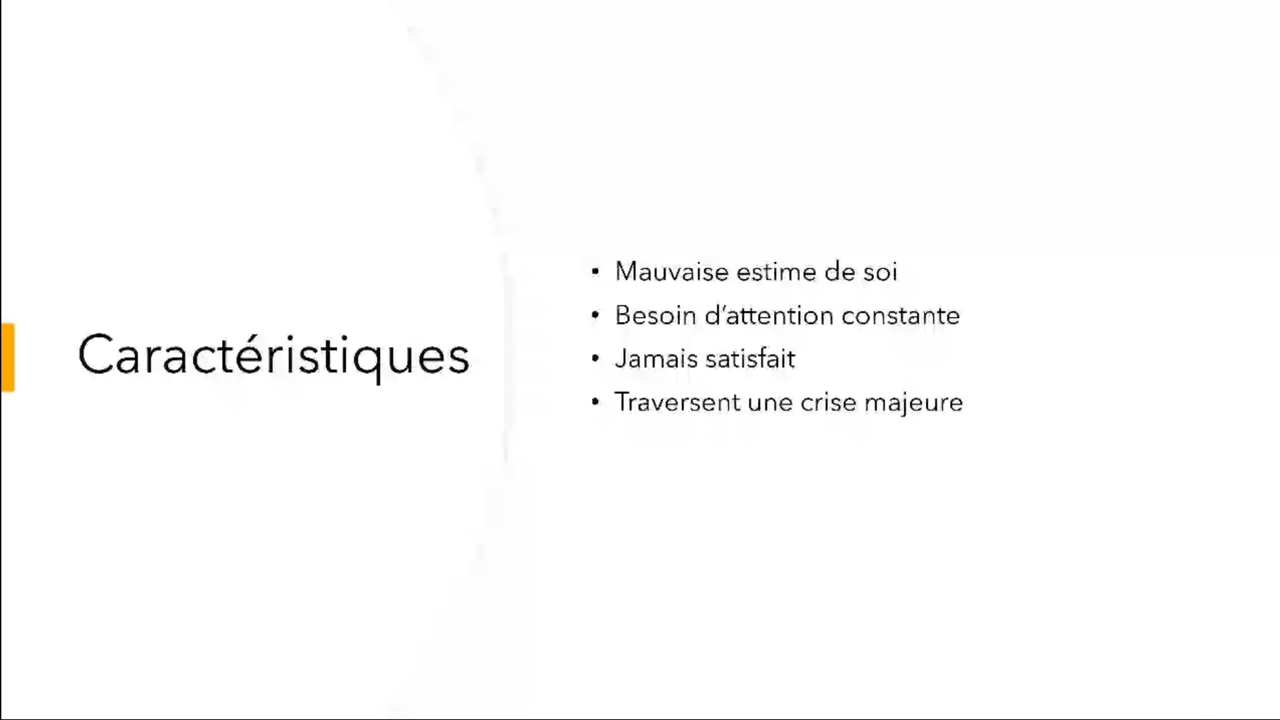 Caractéristiques
• Mauvaise estime de soi
• Besoin d'attention constante
• Jamais satisfait
• Traversent une crise majeure